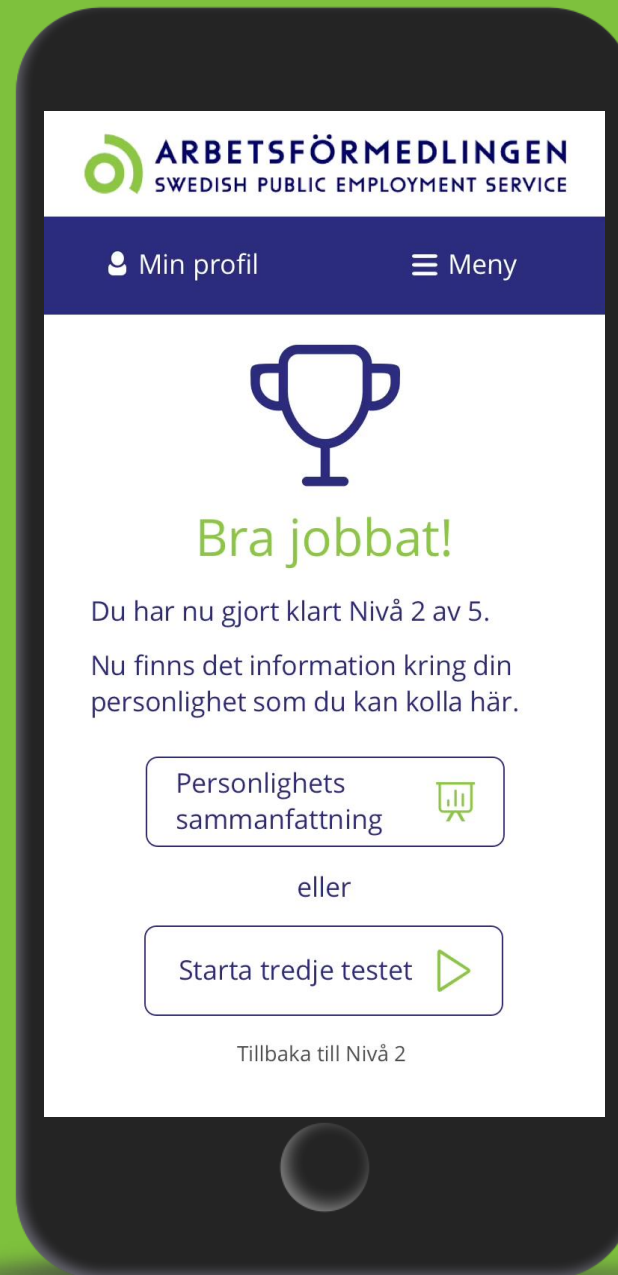 ARBETSFÖRMEDLINGEN
SWEDISH PUBLIC EMPLOYMENT SERVICE
Min profil
Meny
Bra jobbat!
Du har nu gjort klart Nivå 2 av 5.
Nu finns det information kring din
personlighet som du kan kolla här.
Personlighets
sammanfattning
eller
Starta tredje testet
Tillbaka till Nivå 2